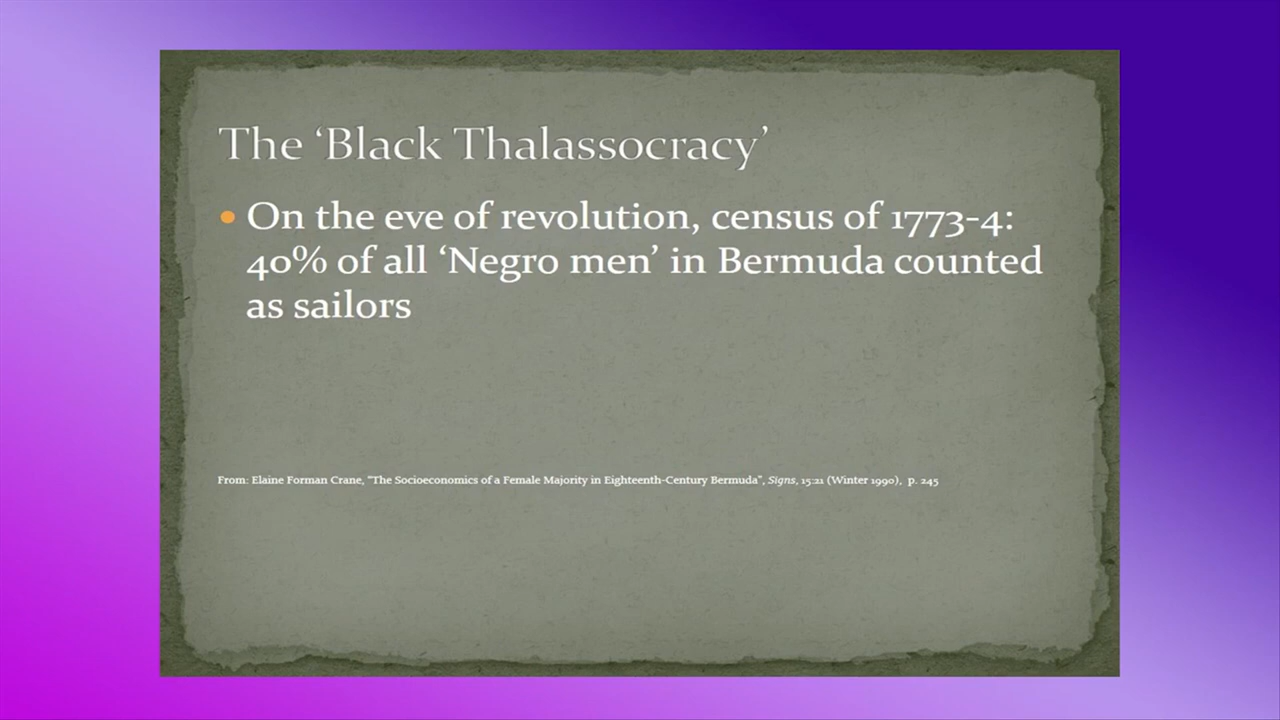 The ‘Black Thalassocracy’
• On the eve of revolution, census of 1773-4:
40% of all ‘Negro men’ in Bermuda counted
as sailors
From: Elaine Forman Crane, “The Socioeconomics of a Female Majority in Eighteenth-Century Bermuda”, Signs, 15:21 (Winter 1990), p. 245